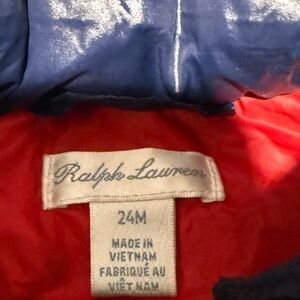 Ralph Lauren
24M
MADE IN
VIETNAM
FABRIQUÉ AU
VIÊT NAM